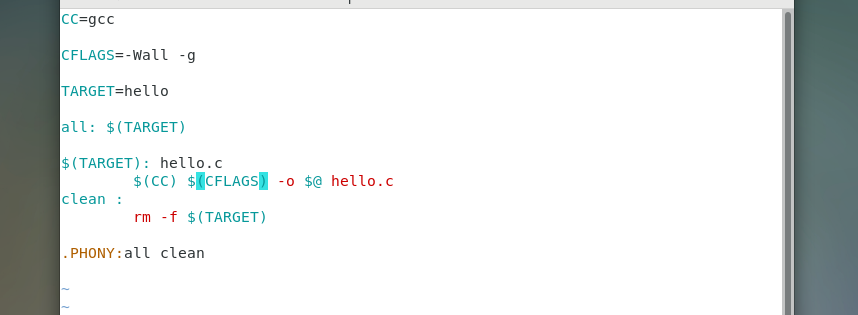 CC=gcc
CFLAGS=-Wall -g
TARGET=hello
all: $(TARGET)
$(TARGET): hello.c
        $(CC) $(CFLAGS) -o $@ hello.c
clean :
        rm -f $(TARGET)
.PHONY:all clean
~
~